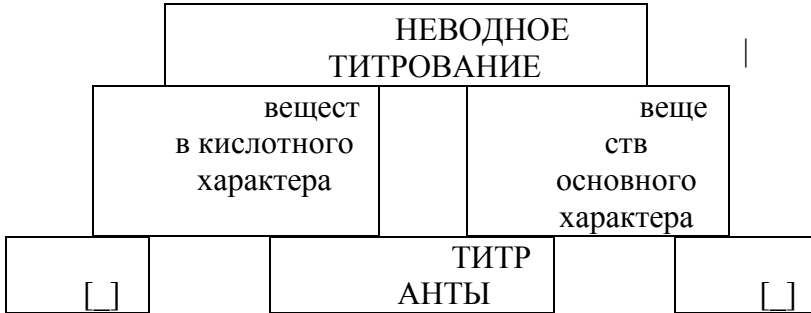 НЕВОДНОЕ
ТИТРОВАНИЕ
|
вещест
в кислотного
характера
веще
ств
основного
характера
[_]
ТИТР
АНТЫ
[_]